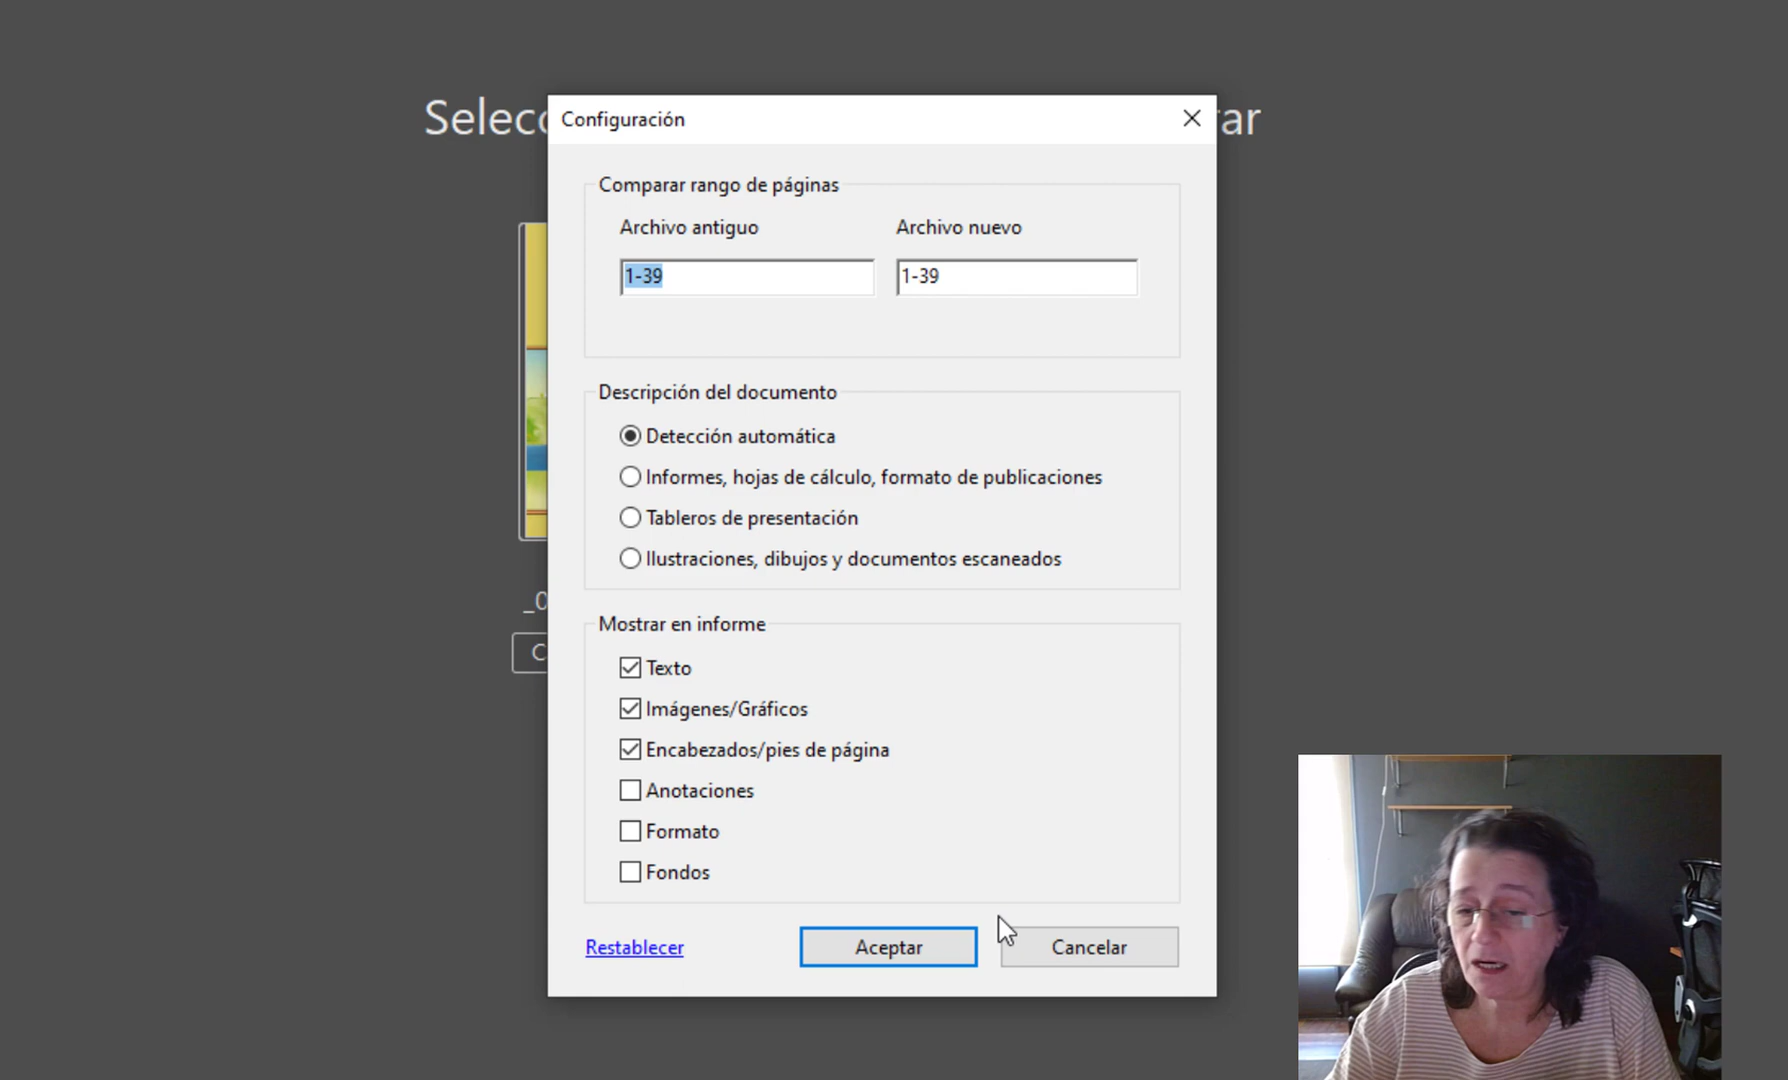 Configuración
Comparar rango de páginas
Archivo antiguo
Archivo nuevo
1-39
1-39
Descripción del documento
Detección automática
Informes, hojas de cálculo, formato de publicaciones
Tableros de presentación
Ilustraciones, dibujos y documentos escaneados
Mostrar en informe
Texto
Imágenes/Gráficos
Encabezados/pies de página
Anotaciones
Formato
Fondos
Restablecer
Aceptar
Cancelar